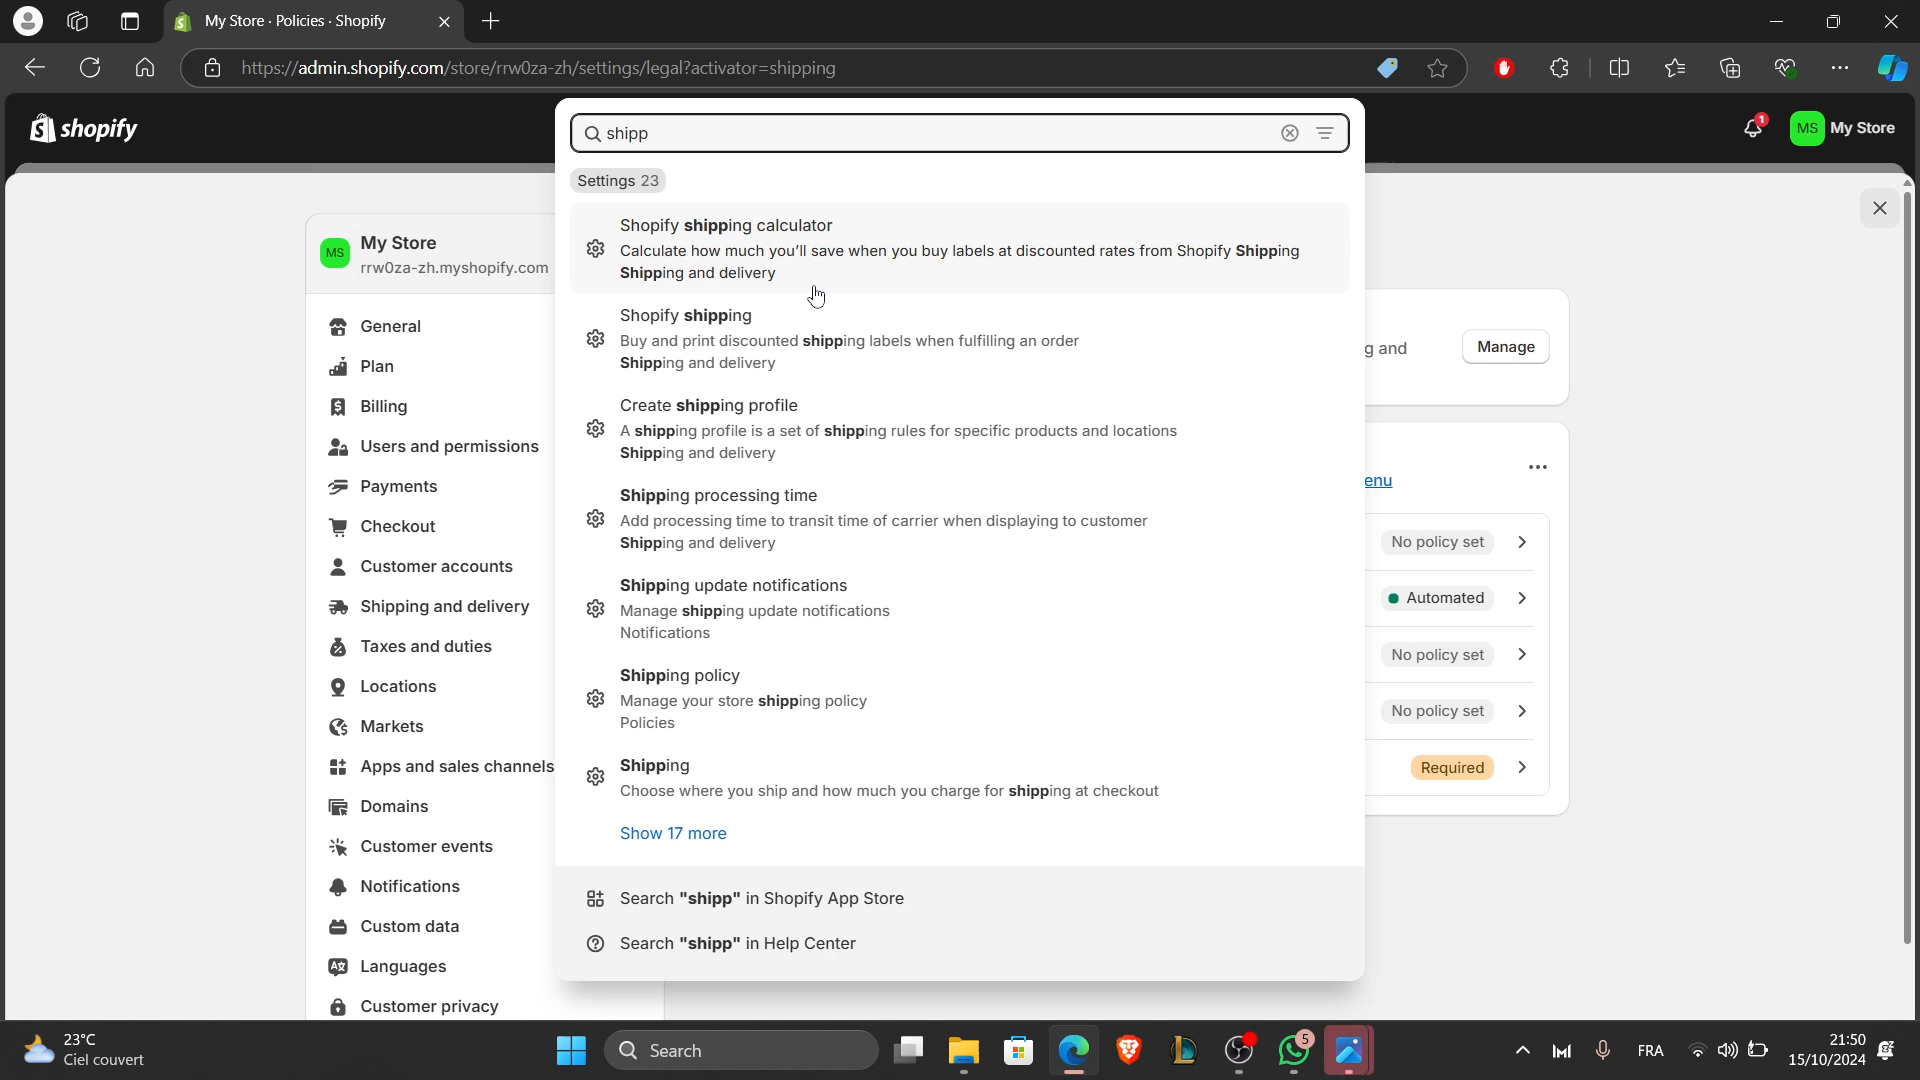 My Store · Policies · Shopify
https://admin.shopify.com/store/rrw0za-zh/settings/legal?activator=shipping
shopify
shipp
1
MS My Store
Settings 23
MS
My Store
rrw0za-zh.myshopify.com
General
Plan
Billing
Users and permissions
Payments
Checkout
Customer accounts
Shipping and delivery
Taxes and duties
Locations
Markets
Apps and sales channels
Domains
Customer events
Notifications
Custom data
Languages
Customer privacy
Shopify shipping calculator
Calculate how much you'll save when you buy labels at discounted rates from Shopify Shipping
Shipping and delivery
Shopify shipping
Buy and print discounted shipping labels when fulfilling an order
Shipping and delivery
Create shipping profile
A shipping profile is a set of shipping rules for specific products and locations
Shipping and delivery
Shipping processing time
Add processing time to transit time of carrier when displaying to customer
Shipping and delivery
Shipping update notifications
Manage shipping update notifications
Notifications
Shipping policy
Manage your store shipping policy
Policies
Shipping
Choose where you ship and how much you charge for shipping at checkout
Show 17 more
Search "shipp" in Shopify App Store
Search "shipp" in Help Center
g and
Manage
enu
No policy set
Automated
No policy set
No policy set
Required
23°C
Ciel couvert
Search
5
FRA
21:50
15/10/2024